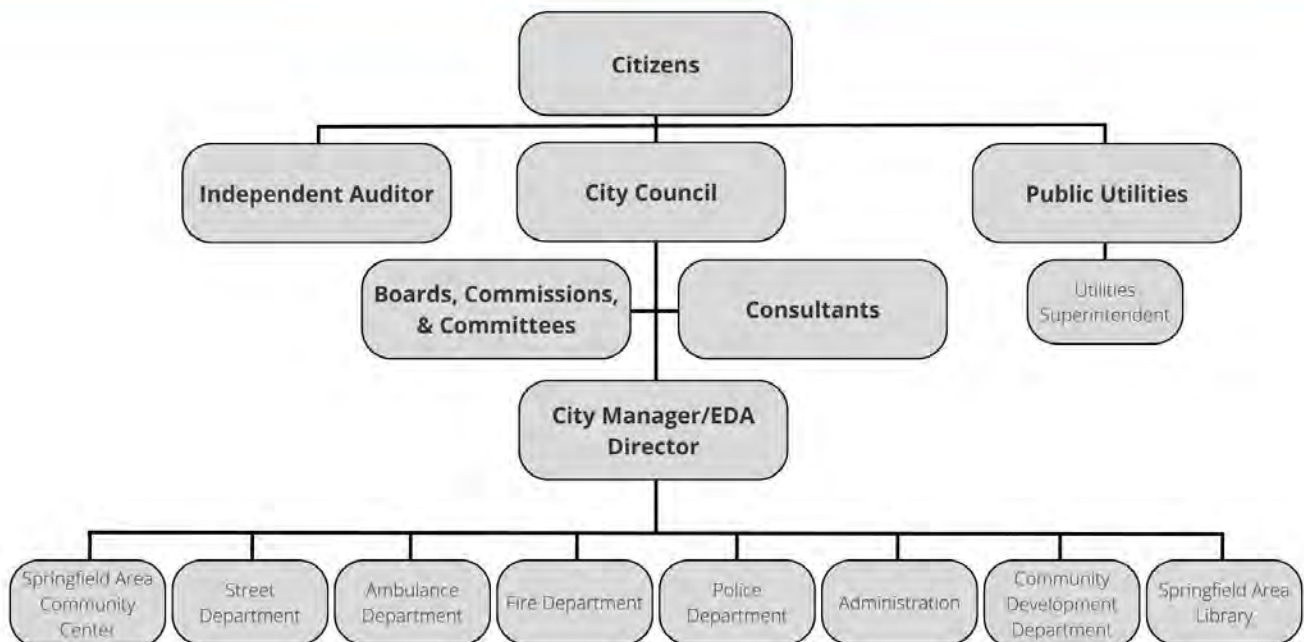 Citizens
Independent Auditor
City Council
Public Utilities
Boards, Commissions,
& Committees
Consultants
Utilities
Superintendent
City Manager/EDA
Director
Springfield Area
Community
Center
Street
Department
Ambulance
Department
Fire Department
Police
Department
Administration
Community
Development
Department
Springfield Area
Library